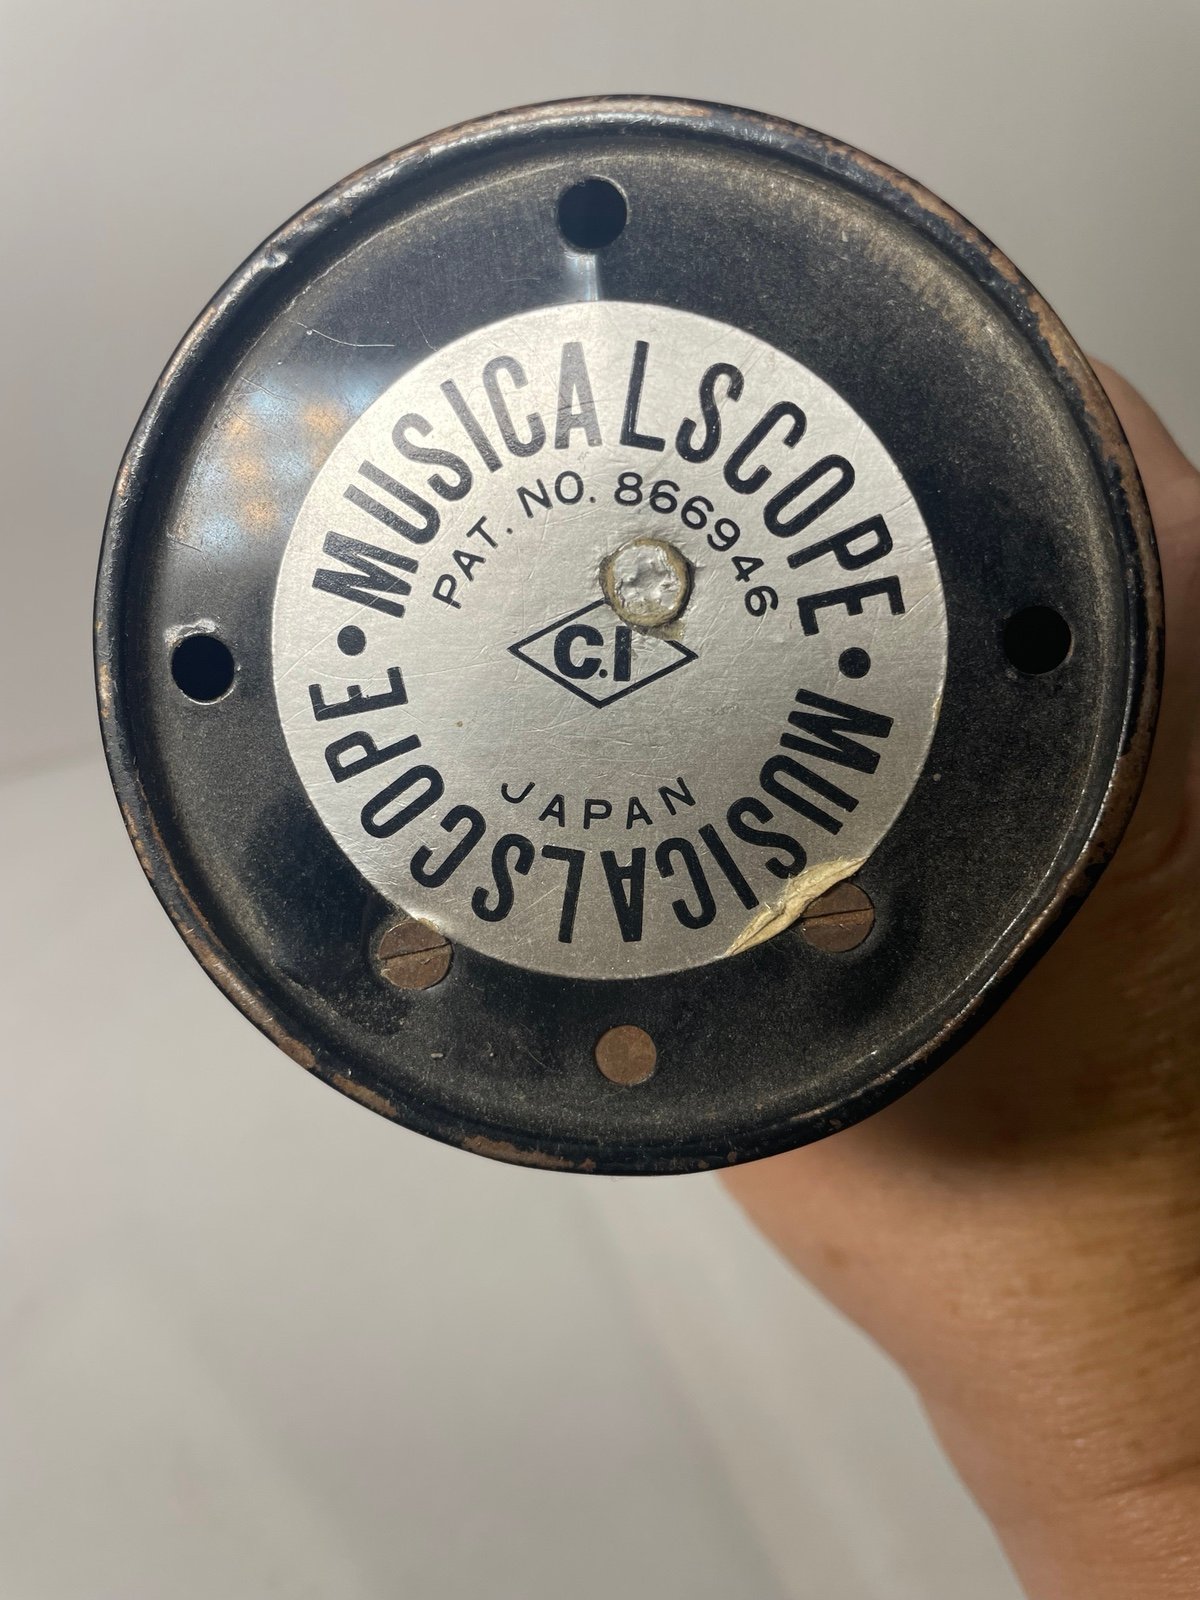 •MUSICALSCOPE•
PAT. NO. 866946
C.I
JAPAN
MUSICALSCOPE